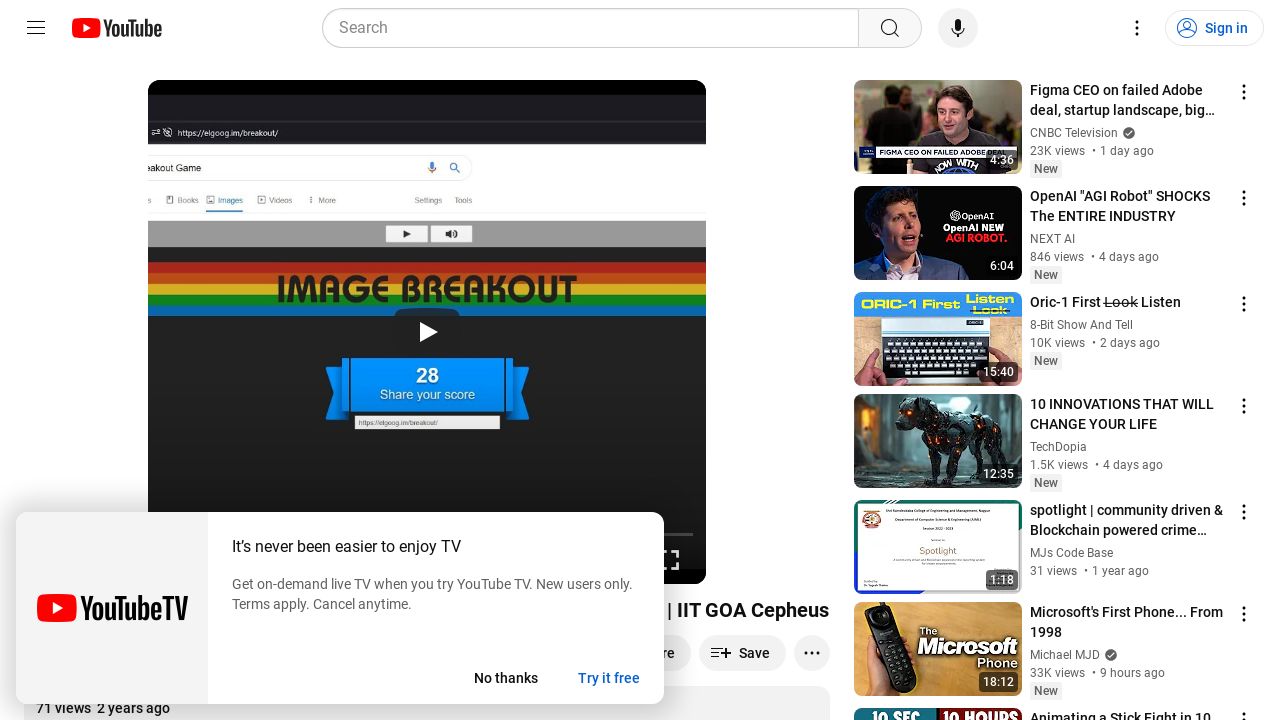 YouTube
Search
Sign in
https://elgoog.im/breakout/
eakout Game
Books
Images
Videos
More
Settings
Tools
IMAGE BREAKOUT
28
Share your score
https://elgoog.im/breakout/
| IIT GOA Cepheus
re
Save
71 views  2 years ago
YouTubeTV
It's never been easier to enjoy TV
Get on-demand live TV when you try YouTube TV. New users only.
Terms apply. Cancel anytime.
No thanks
Try it free
FIGMA CEO ON FAILED ADOBE DEAL
NOW WITH
4:36
Figma CEO on failed Adobe
deal, startup landscape, big…
CNBC Television
23K views • 1 day ago
New
OpenAI
OpenAI NEW
AGI ROBOT.
6:04
OpenAI "AGI Robot" SHOCKS
The ENTIRE INDUSTRY
NEXT AI
846 views • 4 days ago
New
ORIC-1 First Listen
Look
15:40
Oric-1 First Look Listen
8-Bit Show And Tell
10K views • 2 days ago
New
12:35
10 INNOVATIONS THAT WILL
CHANGE YOUR LIFE
TechDopia
1.5K views • 4 days ago
New
Spotlight
1:18
spotlight | community driven &
Blockchain powered crime…
MJs Code Base
31 views • 1 year ago
The
Microsoft
Phone
18:12
Microsoft's First Phone... From
1998
Michael MJD
33K views • 9 hours ago
New
10 SEC
10 HOURS
Animating a Stick Fight in 10